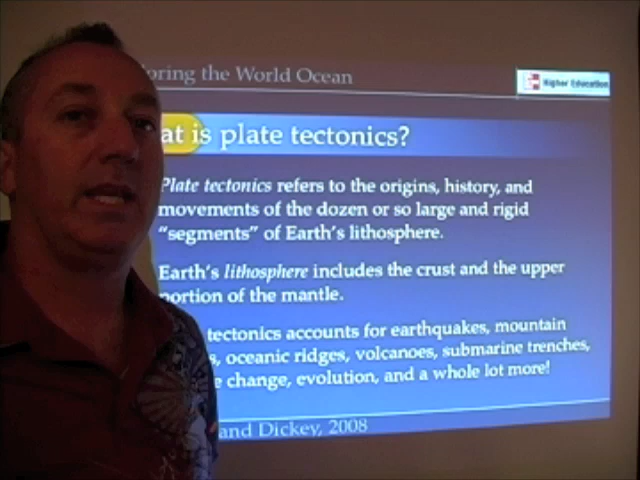 oring the World Ocean
Higher Education
at is plate tectonics?
Plate tectonics refers to the origins, history, and
movements of the dozen or so large and rigid
“segments” of Earth’s lithosphere.
Earth’s lithosphere includes the crust and the upper
portion of the mantle.
tectonics accounts for earthquakes, mountain
, oceanic ridges, volcanoes, submarine trenches,
e change, evolution, and a whole lot more!
and Dickey, 2008